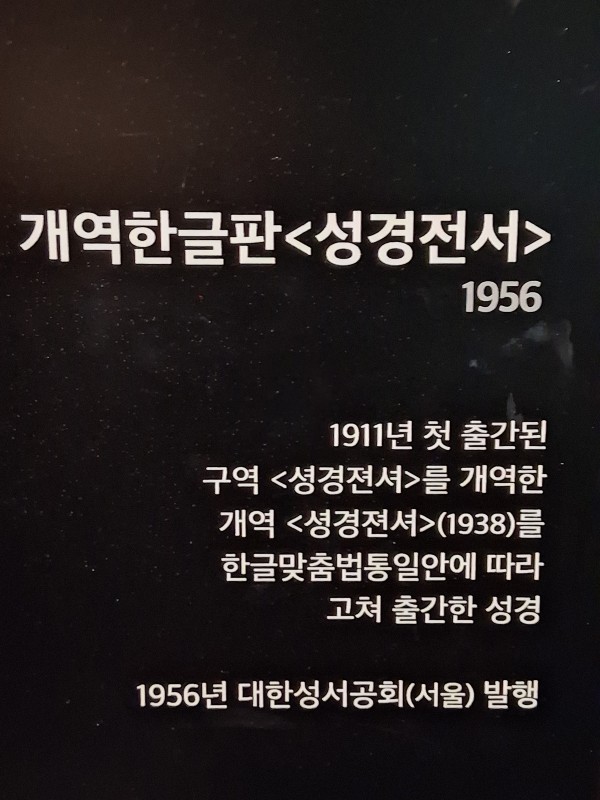 개역한글판<성경전서>
1956
1911년 첫 출간된
구역 <셩경젼셔>를 개역한
개역 <셩경젼셔>(1938)를
한글맞춤법통일안에 따라
고쳐 출간한 성경
1956년 대한성서공회(서울) 발행